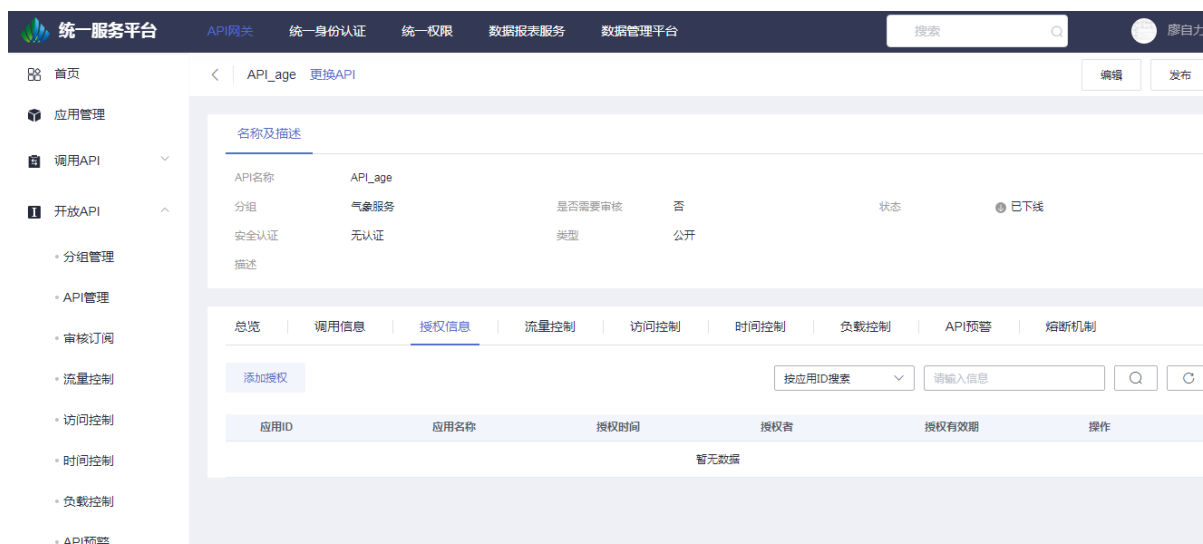 统一服务平台 API网关 统一身份认证 统一权限 数据报表服务 数据管理平台 搜索 廖自力
首页
API_age 更换API 编辑 发布
应用管理
名称及描述
调用API
API名称 API_age
开放API
分组 气象服务 是否需要审核 否 状态 已下线
安全认证 无认证 类型 公开
分组管理
描述
API管理
总览 调用信息 授权信息 流量控制 访问控制 时间控制 负载控制 API预警 熔断机制
审核订阅
添加授权 按应用ID搜索 请输入信息
流量控制
访问控制
应用ID 应用名称 授权时间 授权者 授权有效期 操作
时间控制
暂无数据
负载控制
API预警